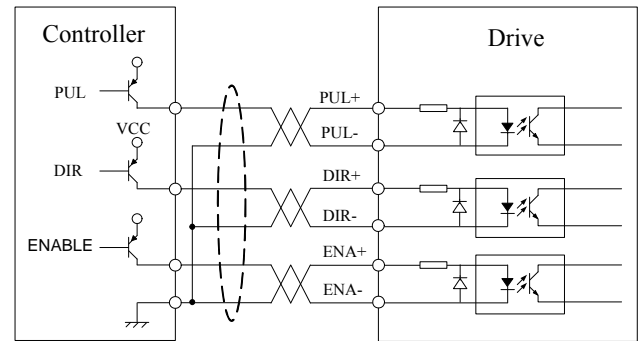 Controller
Drive
PUL
PUL+
VCC
PUL-
DIR
DIR+
DIR-
ENABLE
ENA+
ENA-